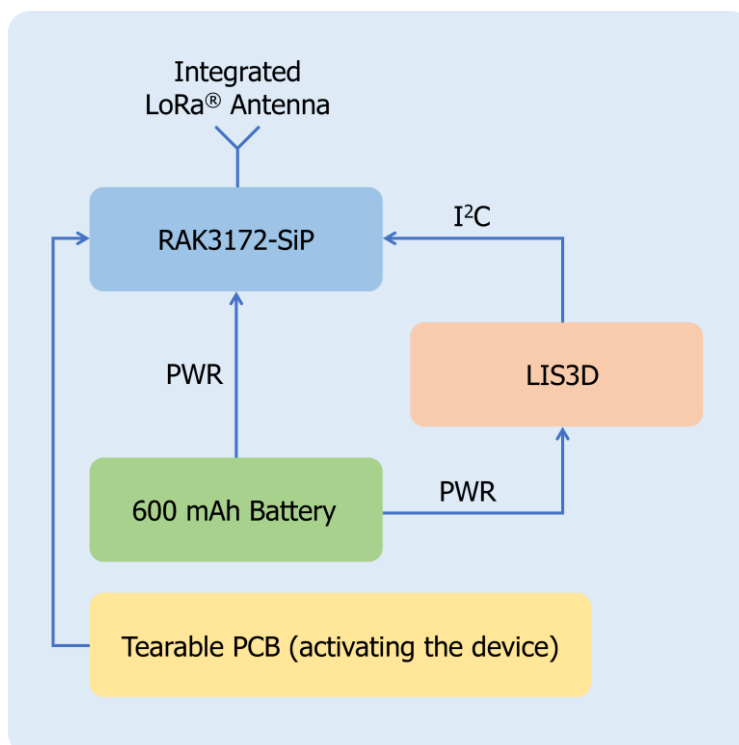 Integrated
LoRa® Antenna
RAK3172-SiP
I²C
PWR
LIS3D
600 mAh Battery
PWR
Tearable PCB (activating the device)